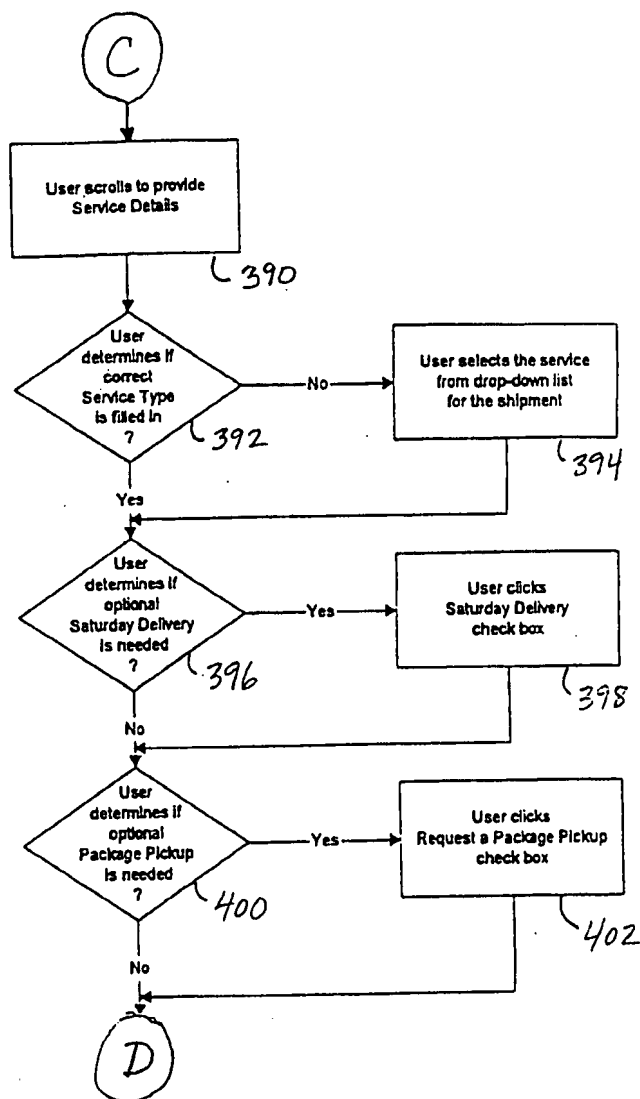 C
User scrolls to provide
Service Details
390
User
determines if
correct
Service Type
is filled in
?
392
No
User selects the service
from drop-down list
for the shipment
394
Yes
User
determines if
optional
Saturday Delivery
is needed
?
396
Yes
User clicks
Saturday Delivery
check box
398
No
User
determines if
optional
Package Pickup
is needed
?
400
Yes
User clicks
Request a Package Pickup
check box
402
No
D